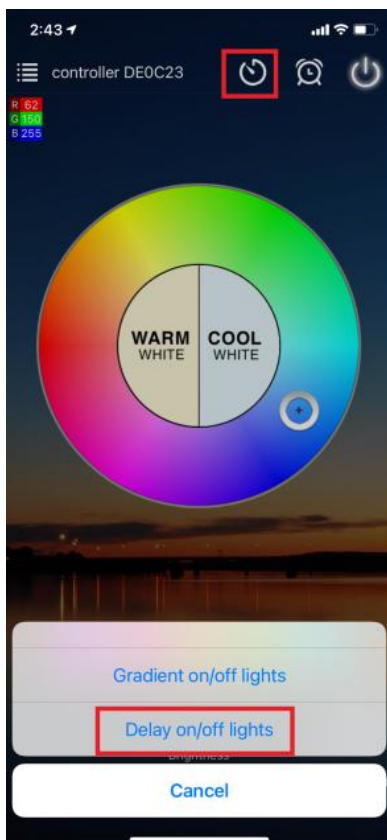 2:43
controller DE0C23
R 62
G 150
B 255
WARM WHITE
COOL WHITE
Gradient on/off lights
Delay on/off lights
Brightness
Cancel